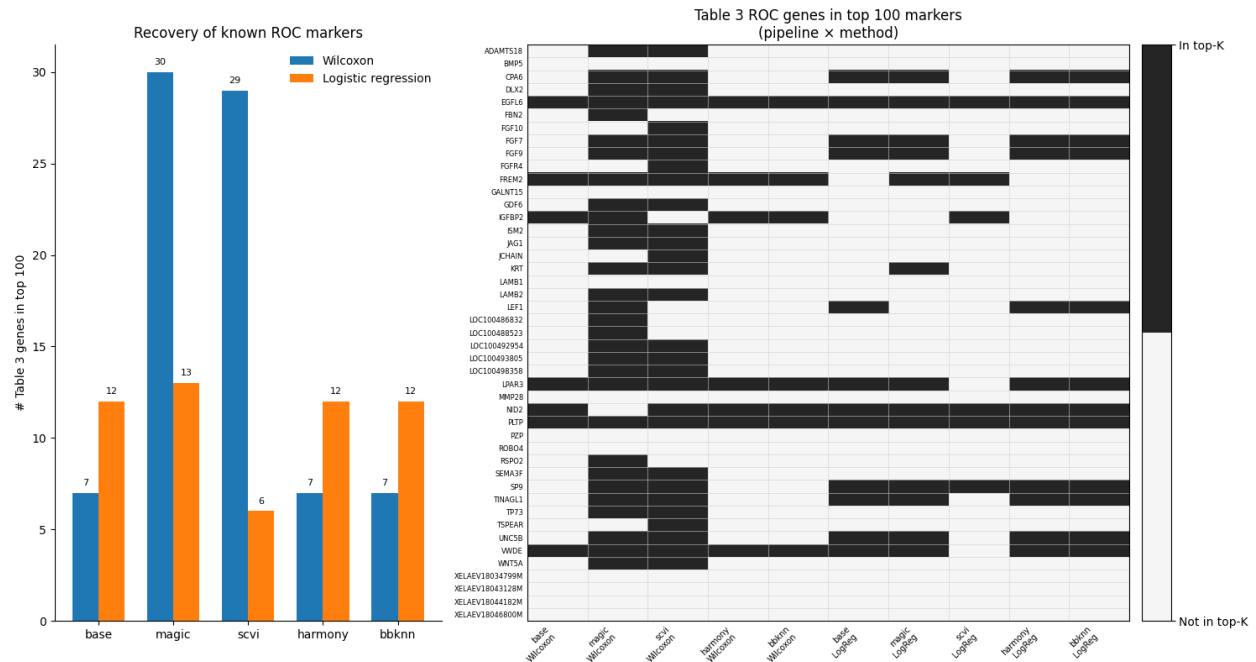 Recovery of known ROC markers
# Table 3 genes in top 100
30
25
20
15
10
5
0
Wilcoxon
Logistic regression
7
12
30
13
29
6
7
12
7
12
base
magic
scvi
harmony
bbknn
Table 3 ROC genes in top 100 markers
(pipeline × method)
ADAMTS18
BMP5
CPA6
DLX2
EGFL6
FBN2
FGF10
FGF7
FGF9
FGFR4
FREM2
GALNT15
GDF6
IGFBP2
ISM2
JAG1
JCHAIN
KRT
LAMB1
LAMB2
LEF1
LOC100486832
LOC100488523
LOC100492954
LOC100493805
LOC100498358
LPAR3
MMP28
NID2
PLTP
PZP
ROBO4
RSPO2
SEMA3F
SP9
TINAGL1
TP73
TSPEAR
UNC5B
VWDE
WNT5A
XELAEV18034799M
XELAEV18043128M
XELAEV18044182M
XELAEV18046800M
base
Wilcoxon
magic
Wilcoxon
scvi
Wilcoxon
harmony
Wilcoxon
bbknn
Wilcoxon
base
LogReg
magic
LogReg
scvi
LogReg
harmony
LogReg
bbknn
LogReg
In top-K
Not in top-K